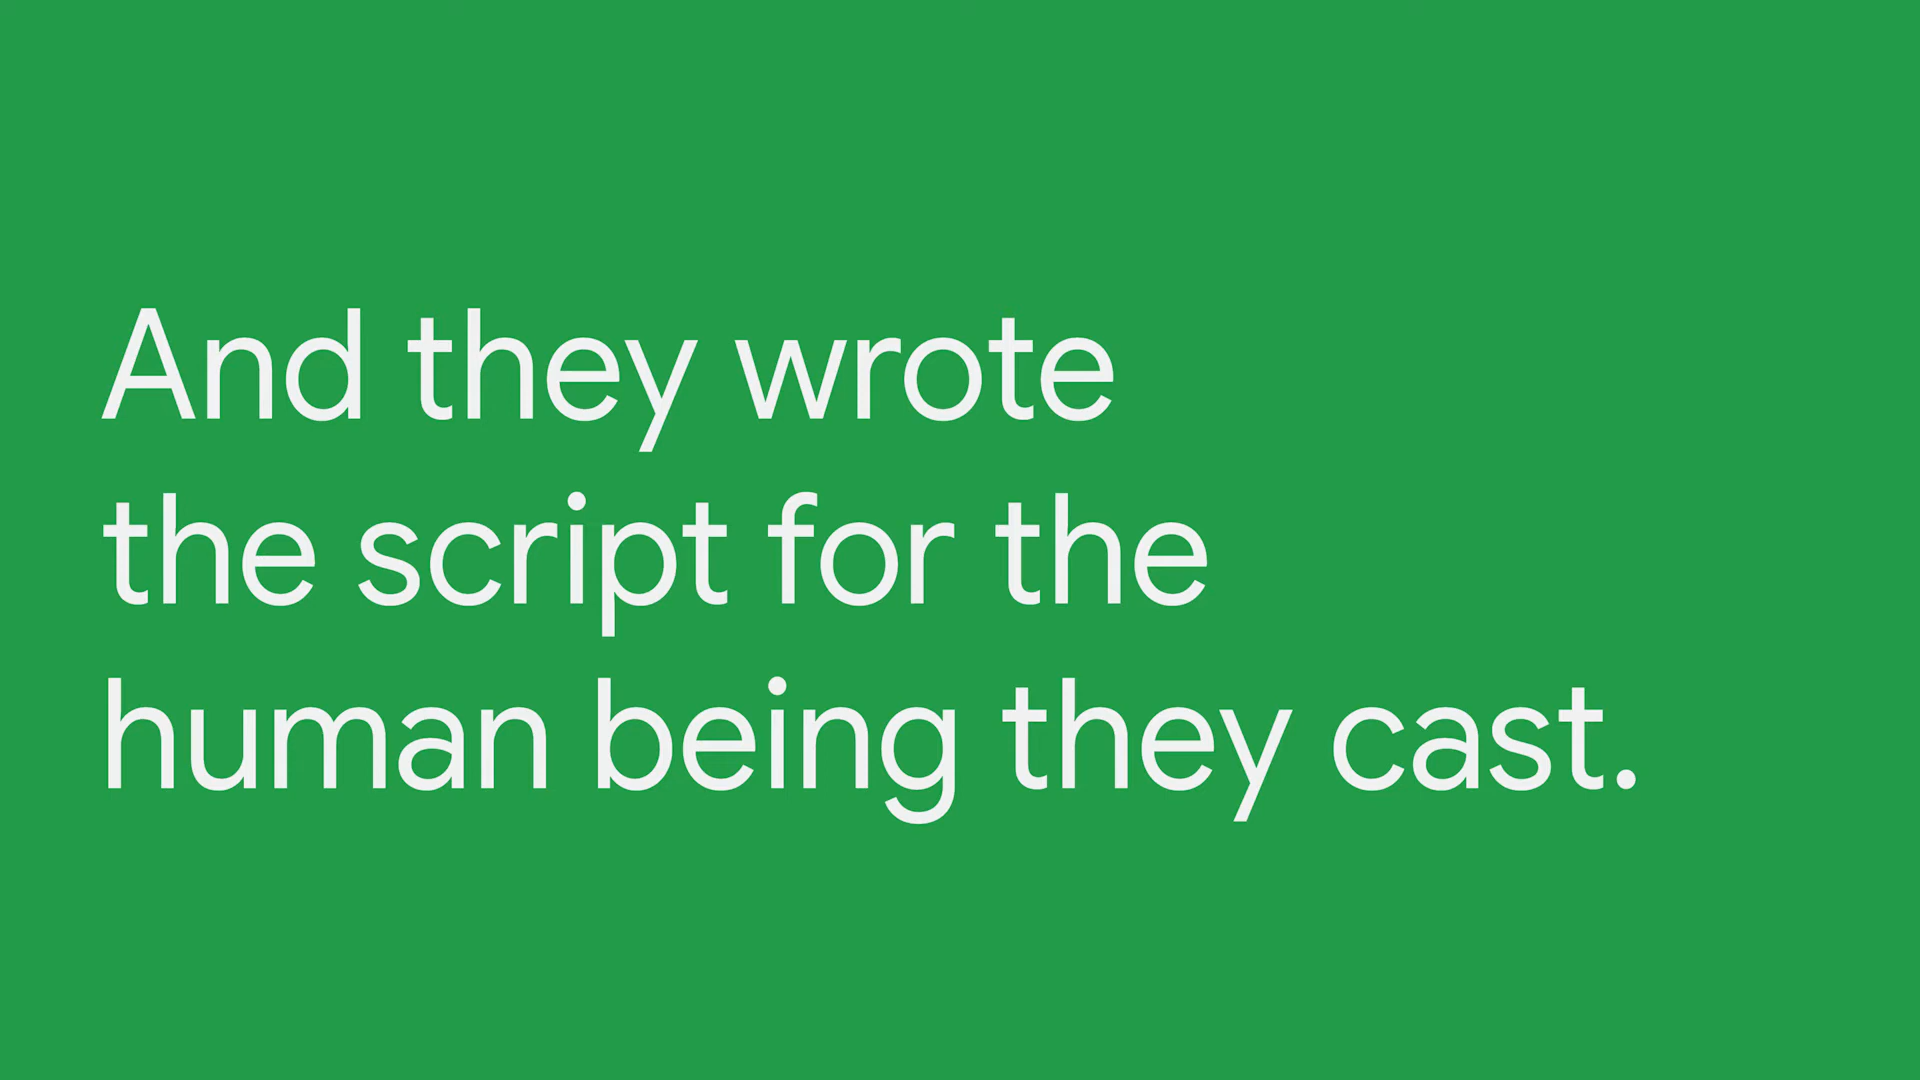 And they wrote
the script for the
human being they cast.